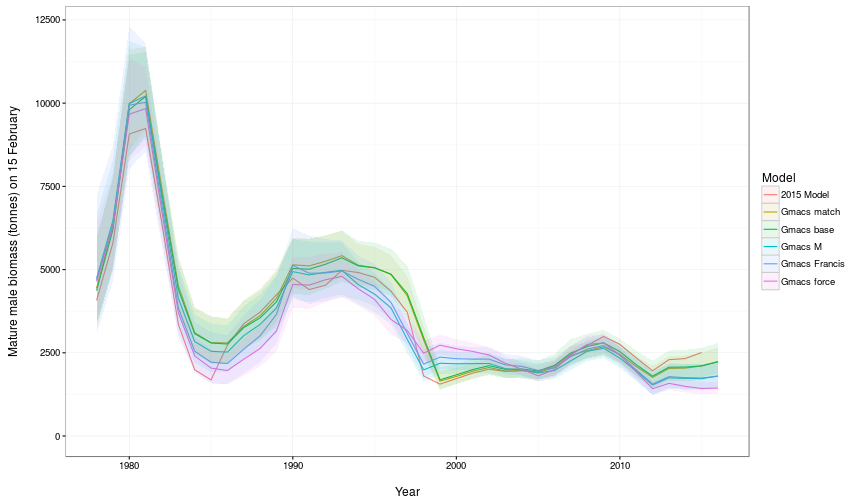 Mature male biomass (tonnes) on 15 February
12500
10000
7500
5000
2500
0
1980
1990
2000
2010
Year
Model
2015 Model
Gmacs match
Gmacs base
Gmacs M
Gmacs Francis
Gmacs force